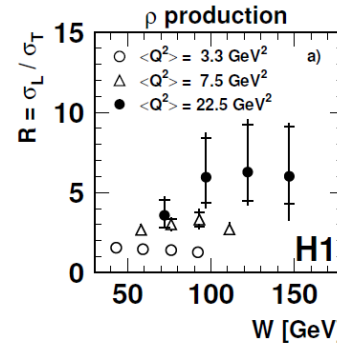 ρ production
R = σL / σT
15
10
5
0
○ <Q²> = 3.3 GeV²
△ <Q²> = 7.5 GeV²
● <Q²> = 22.5 GeV²
a)
H1
50 100 150
W [GeV]